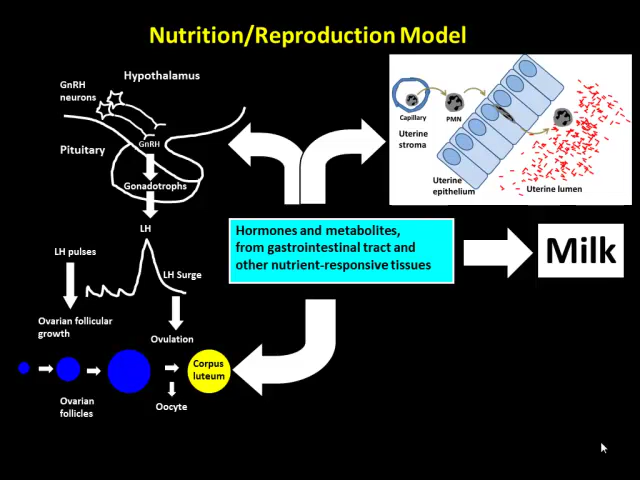 Nutrition/Reproduction Model
Hypothalamus
GnRH
neurons
GnRH
Pituitary
Gonadotrophs
LH
LH pulses
LH Surge
Ovarian follicular
growth
Ovulation
Corpus
luteum
Ovarian
follicles
Oocyte
Capillary
PMN
Uterine
stroma
Uterine
epithelium
Uterine lumen
Hormones and metabolites,
from gastrointestinal tract and
other nutrient-responsive tissues
Milk